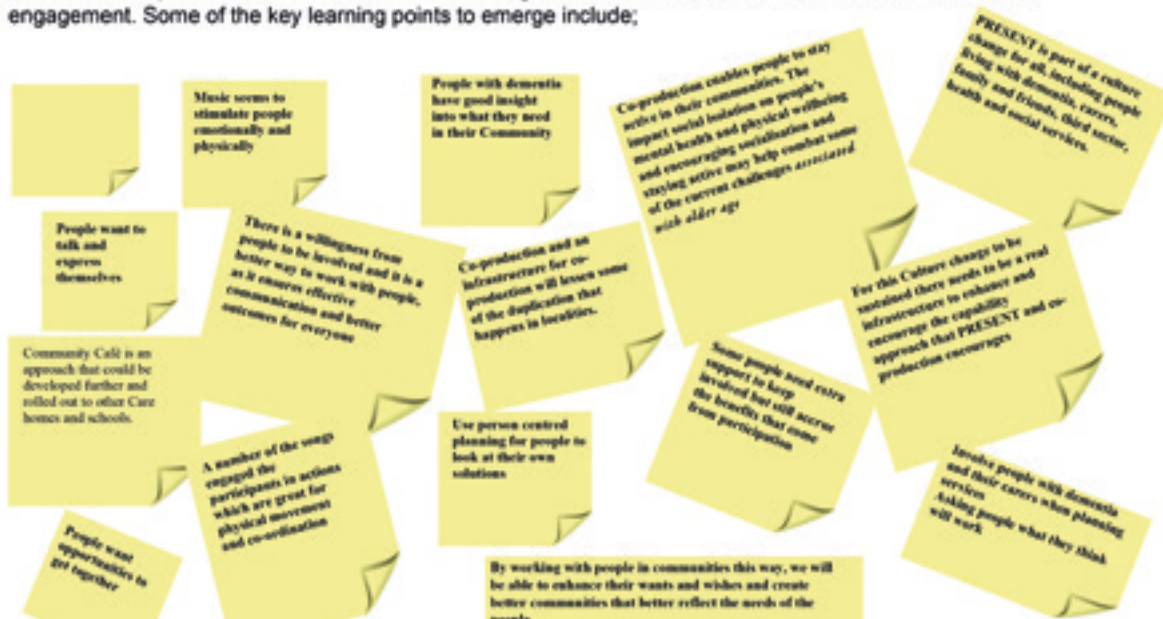 engagement. Some of the key learning points to emerge include;
Music seems to
stimulate people
emotionally and
physically
People with dementia
have good insight
into what they need
in their Community
Co-production enables people to stay
active in their communities. The
impact social isolation on people's
mental health and physical wellbeing
and encouraging socialisation and
staying active may help combat some
of the current challenges associated
with older age
PRESENT is part of a culture
change for all, including people
living with dementia, carers,
family and friends, third sector,
health and social services.
People want to
talk and
express
themselves
There is a willingness from
people to be involved and it is a
better way to work with people,
as it ensures effective
communication and better
outcomes for everyone
Co-production and an
infrastructure for co-
production will lessen some
of the duplication that
happens in localities.
For this Culture change to be
sustained there needs to be a real
infrastructure to enhance and
encourage the capability
approach that PRESENT and co-
production encourages
Community Café is an
approach that could be
developed further and
rolled out to other Care
homes and schools.
Some people need extra
support to keep
involved but still accrue
the benefits that come
from participation
A number of the songs
engaged the
participants in actions
which are great for
physical movement
and co-ordination
Use person centred
planning for people to
look at their own
solutions
Involve people with dementia
and their carers when planning
services
Asking people what they think
will work
People want
opportunities to
get together
By working with people in communities this way, we will
be able to enhance their wants and wishes and create
better communities that better reflect the needs of the